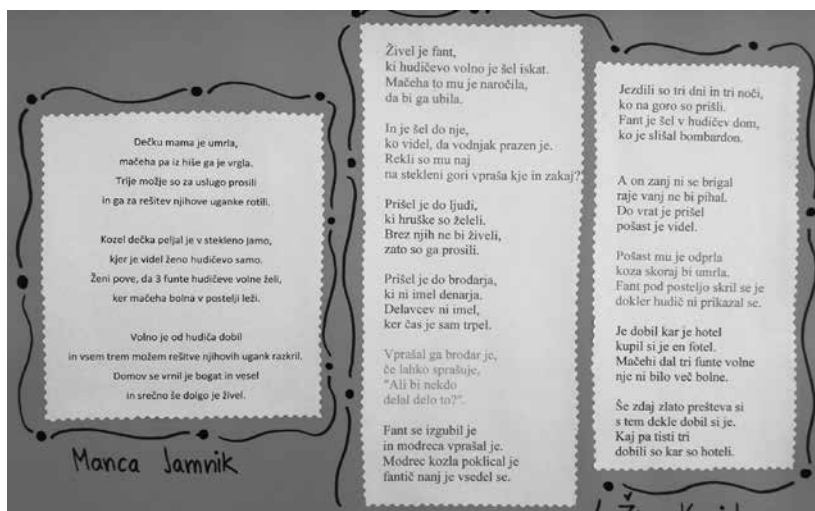 Dečku mama je umrla,
mačeha pa iz hiše ga je vrgla.
Trije možje so za uslugo prosili
in ga za rešitev njihove uganke rotili.
Kozel dečka peljal je v stekleno jamo,
kjer je videl ženo hudičevo samo.
Ženi pove, da 3 funte hudičeve volne želi,
ker mačeha bolna v postelji leži.
Volno je od hudiča dobil
in vsem trem možem rešitve njihovih ugank razkril.
Domov se vrnil je bogat in vesel
in srečno še dolgo je živel.
Manca Jamnik
Živel je fant,
ki hudičevo volno je šel iskat.
Mačeha to mu je naročila,
da bi ga ubila.
In je šel do nje,
ko videl, da vodnjak prazen je.
Rekli so mu naj
na stekleni gori vpraša kje in zakaj?
Prišel je do ljudi,
ki hruške so želeli.
Brez njih ne bi živeli,
zato so ga prosili.
Prišel je do brodarja,
ki ni imel denarja.
Delavcev ni imel,
ker čas je sam trpel.
Vprašal ga brodar je,
če lahko sprašuje,
"Ali bi nekdo
delal delo to?".
Fant se izgubil je
in modreca vprašal je.
Modrec kozla poklical je
fantič nanj je vsedel se.
Jezdili so tri dni in tri noči,
ko na goro so prišli.
Fant je šel v hudičev dom,
ko je slišal bombardon.
A on zanj ni se brigal
raje vanj ne bi pihal.
Do vrat je prišel
pošast je videl.
Pošast mu je odprla
koza skoraj bi umrla.
Fant pod posteljo skril se je
dokler hudič ni prikazal se.
Je dobil kar je hotel
kupil si je en fotel.
Mačehi dal tri funte volne
nje ni bilo več bolne.
Še zdaj zlato prešteva si
s tem dekle dobil si je.
Kaj pa tisti tri
dobili so kar so hoteli.